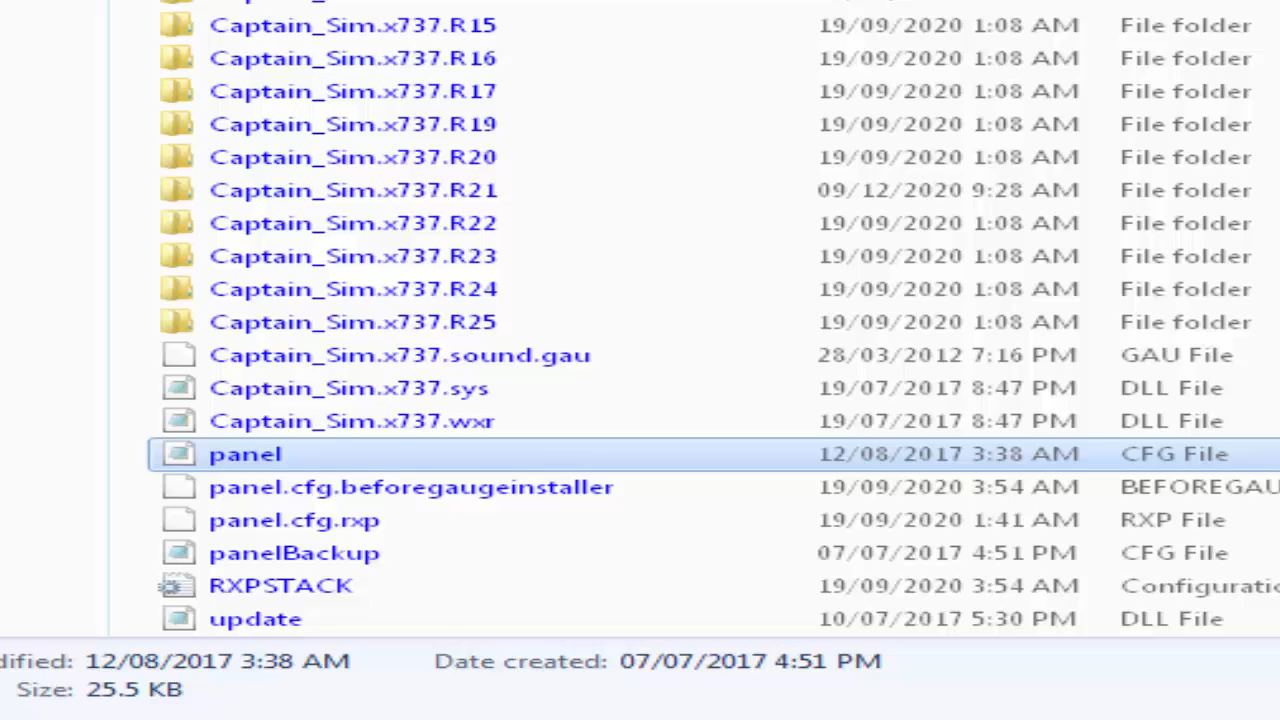 Captain_Sim.x737.R15 19/09/2020 1:08 AM File folder
Captain_Sim.x737.R16 19/09/2020 1:08 AM File folder
Captain_Sim.x737.R17 19/09/2020 1:08 AM File folder
Captain_Sim.x737.R19 19/09/2020 1:08 AM File folder
Captain_Sim.x737.R20 19/09/2020 1:08 AM File folder
Captain_Sim.x737.R21 09/12/2020 9:28 AM File folder
Captain_Sim.x737.R22 19/09/2020 1:08 AM File folder
Captain_Sim.x737.R23 19/09/2020 1:08 AM File folder
Captain_Sim.x737.R24 19/09/2020 1:08 AM File folder
Captain_Sim.x737.R25 19/09/2020 1:08 AM File folder
Captain_Sim.x737.sound.gau 28/03/2012 7:16 PM GAU File
Captain_Sim.x737.sys 19/07/2017 8:47 PM DLL File
Captain_Sim.x737.wxr 19/07/2017 8:47 PM DLL File
panel 12/08/2017 3:38 AM CFG File
panel.cfg.beforegaugeinstaller 19/09/2020 3:54 AM BEFOREGAU
panel.cfg.rxp 19/09/2020 1:41 AM RXP File
panelBackup 07/07/2017 4:51 PM CFG File
RXPSTACK 19/09/2020 3:54 AM Configuratio
update 10/07/2017 5:30 PM DLL File
dified: 12/08/2017 3:38 AM Date created: 07/07/2017 4:51 PM
Size: 25.5 KB